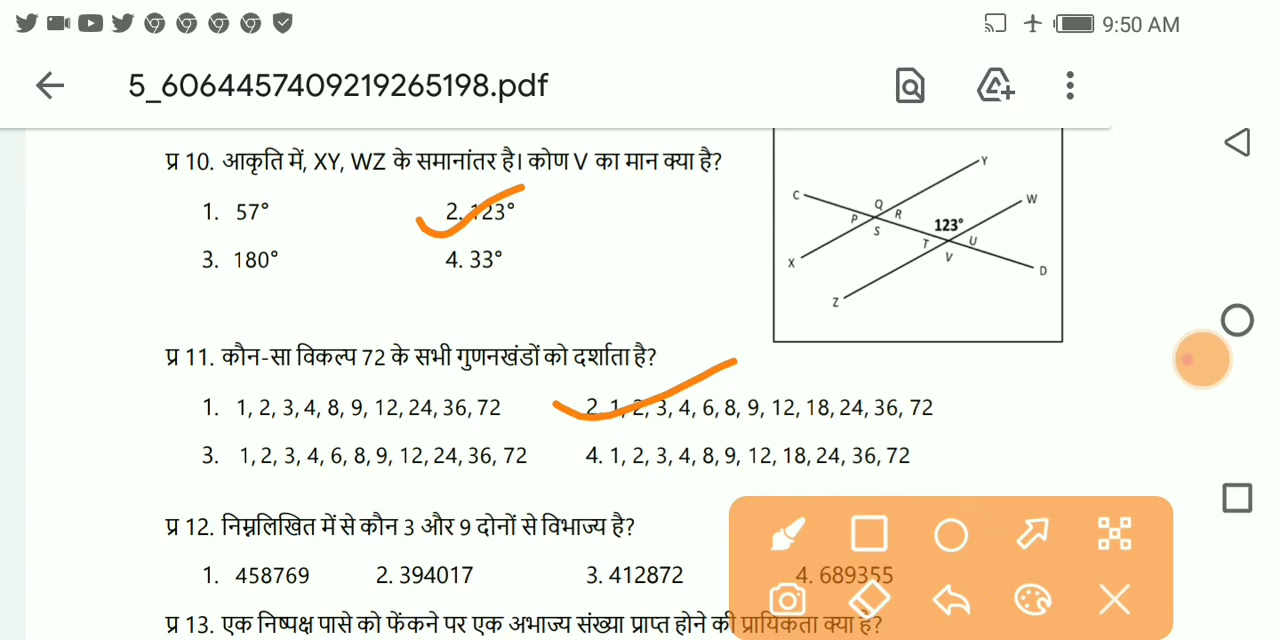 9:50 AM
5_6064457409219265198.pdf
प्र 10. आकृति में, XY, WZ के समानांतर है। कोण V का मान क्या है?
1. 57°
2. 123°
3. 180°
4. 33°
Y
C
W
Q
P
R
123°
S
T
U
V
X
D
Z
प्र 11. कौन-सा विकल्प 72 के सभी गुणनखंडों को दर्शाता है?
1. 1, 2, 3, 4, 8, 9, 12, 24, 36, 72
2. 1, 2, 3, 4, 6, 8, 9, 12, 18, 24, 36, 72
3. 1, 2, 3, 4, 6, 8, 9, 12, 24, 36, 72
4. 1, 2, 3, 4, 8, 9, 12, 18, 24, 36, 72
प्र 12. निम्नलिखित में से कौन 3 और 9 दोनों से विभाज्य है?
1. 458769
2. 394017
3. 412872
4. 689355
प्र 13. एक निष्पक्ष पासे को फेंकने पर एक अभाज्य संख्या प्राप्त होने की प्रायिकता क्या है?